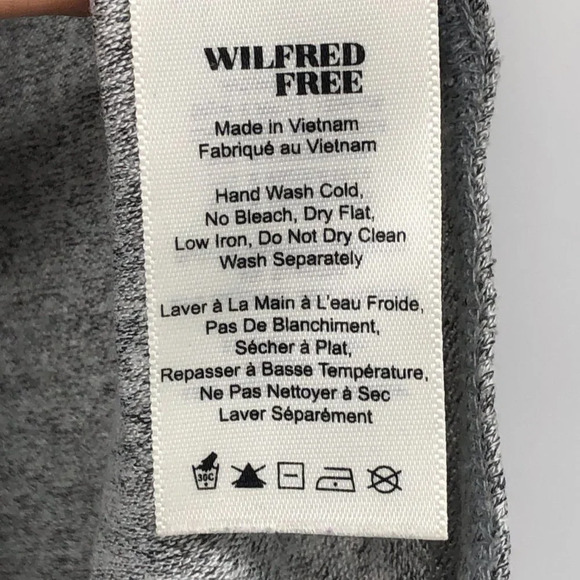 WILFRED
FREE
Made in Vietnam
Fabriqué au Vietnam
Hand Wash Cold,
No Bleach, Dry Flat,
Low Iron, Do Not Dry Clean
Wash Separately
Laver à La Main à L'eau Froide,
Pas De Blanchiment,
Sécher à Plat,
Repasser à Basse Température,
Ne Pas Nettoyer à Sec
Laver Séparément
30C